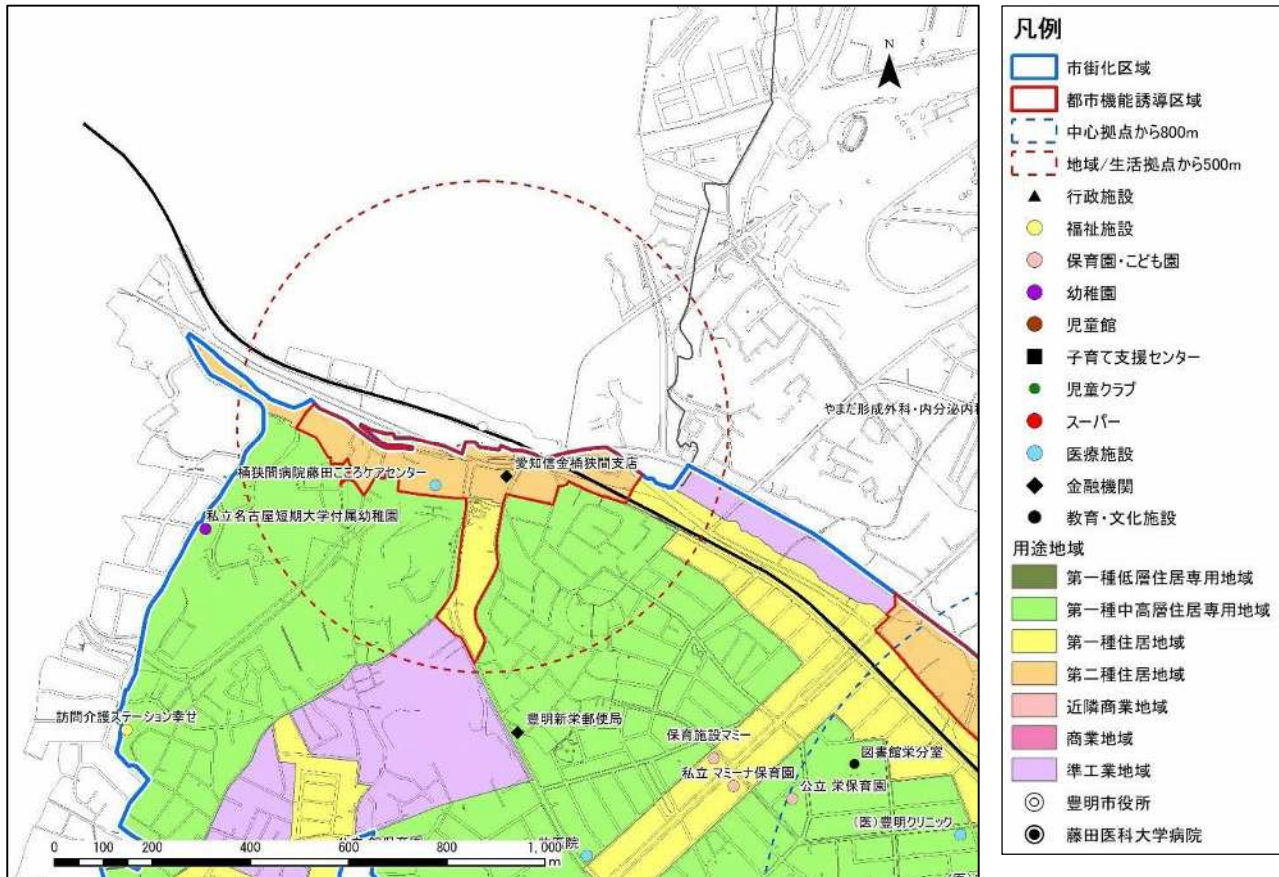 N
やまだ形成外科・内分泌内科
愛知信金桶狭間支店
桶狭間病院藤田こころケアセンター
私立名古屋短期大学付属幼稚園
訪問介護ステーション幸せ
豊明新栄郵便局
保育施設マミー
図書館栄分室
私立 マミーナ保育園
公立 栄保育園
(医)豊明クリニック
0 100 200 400 600 800 1,000
m
凡例
市街化区域
都市機能誘導区域
中心拠点から800m
地域/生活拠点から500m
行政施設
福祉施設
保育園・こども園
幼稚園
児童館
子育て支援センター
児童クラブ
スーパー
医療施設
金融機関
教育・文化施設
用途地域
第一種低層住居専用地域
第一種中高層住居専用地域
第一種住居地域
第二種住居地域
近隣商業地域
商業地域
準工業地域
豊明市役所
藤田医科大学病院